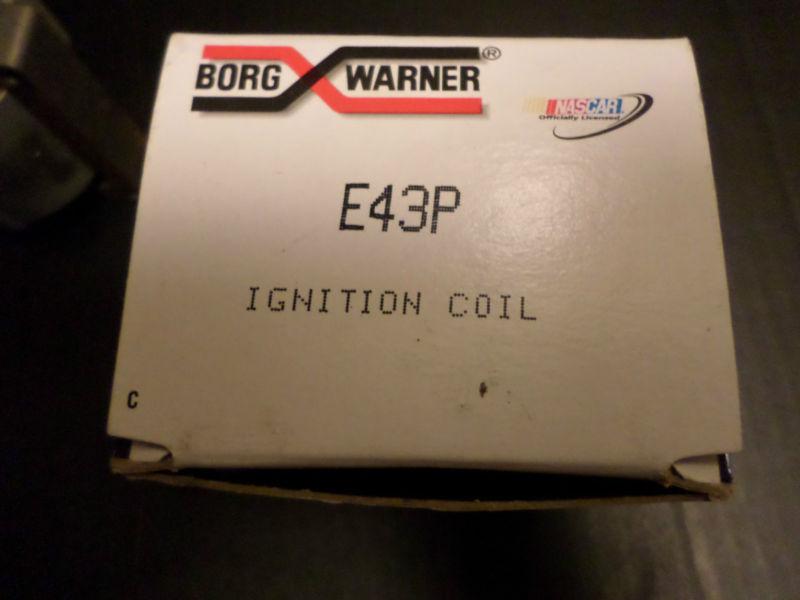 BORG WARNER®
NASCAR
Officially Licensed
E43P
IGNITION COIL
C